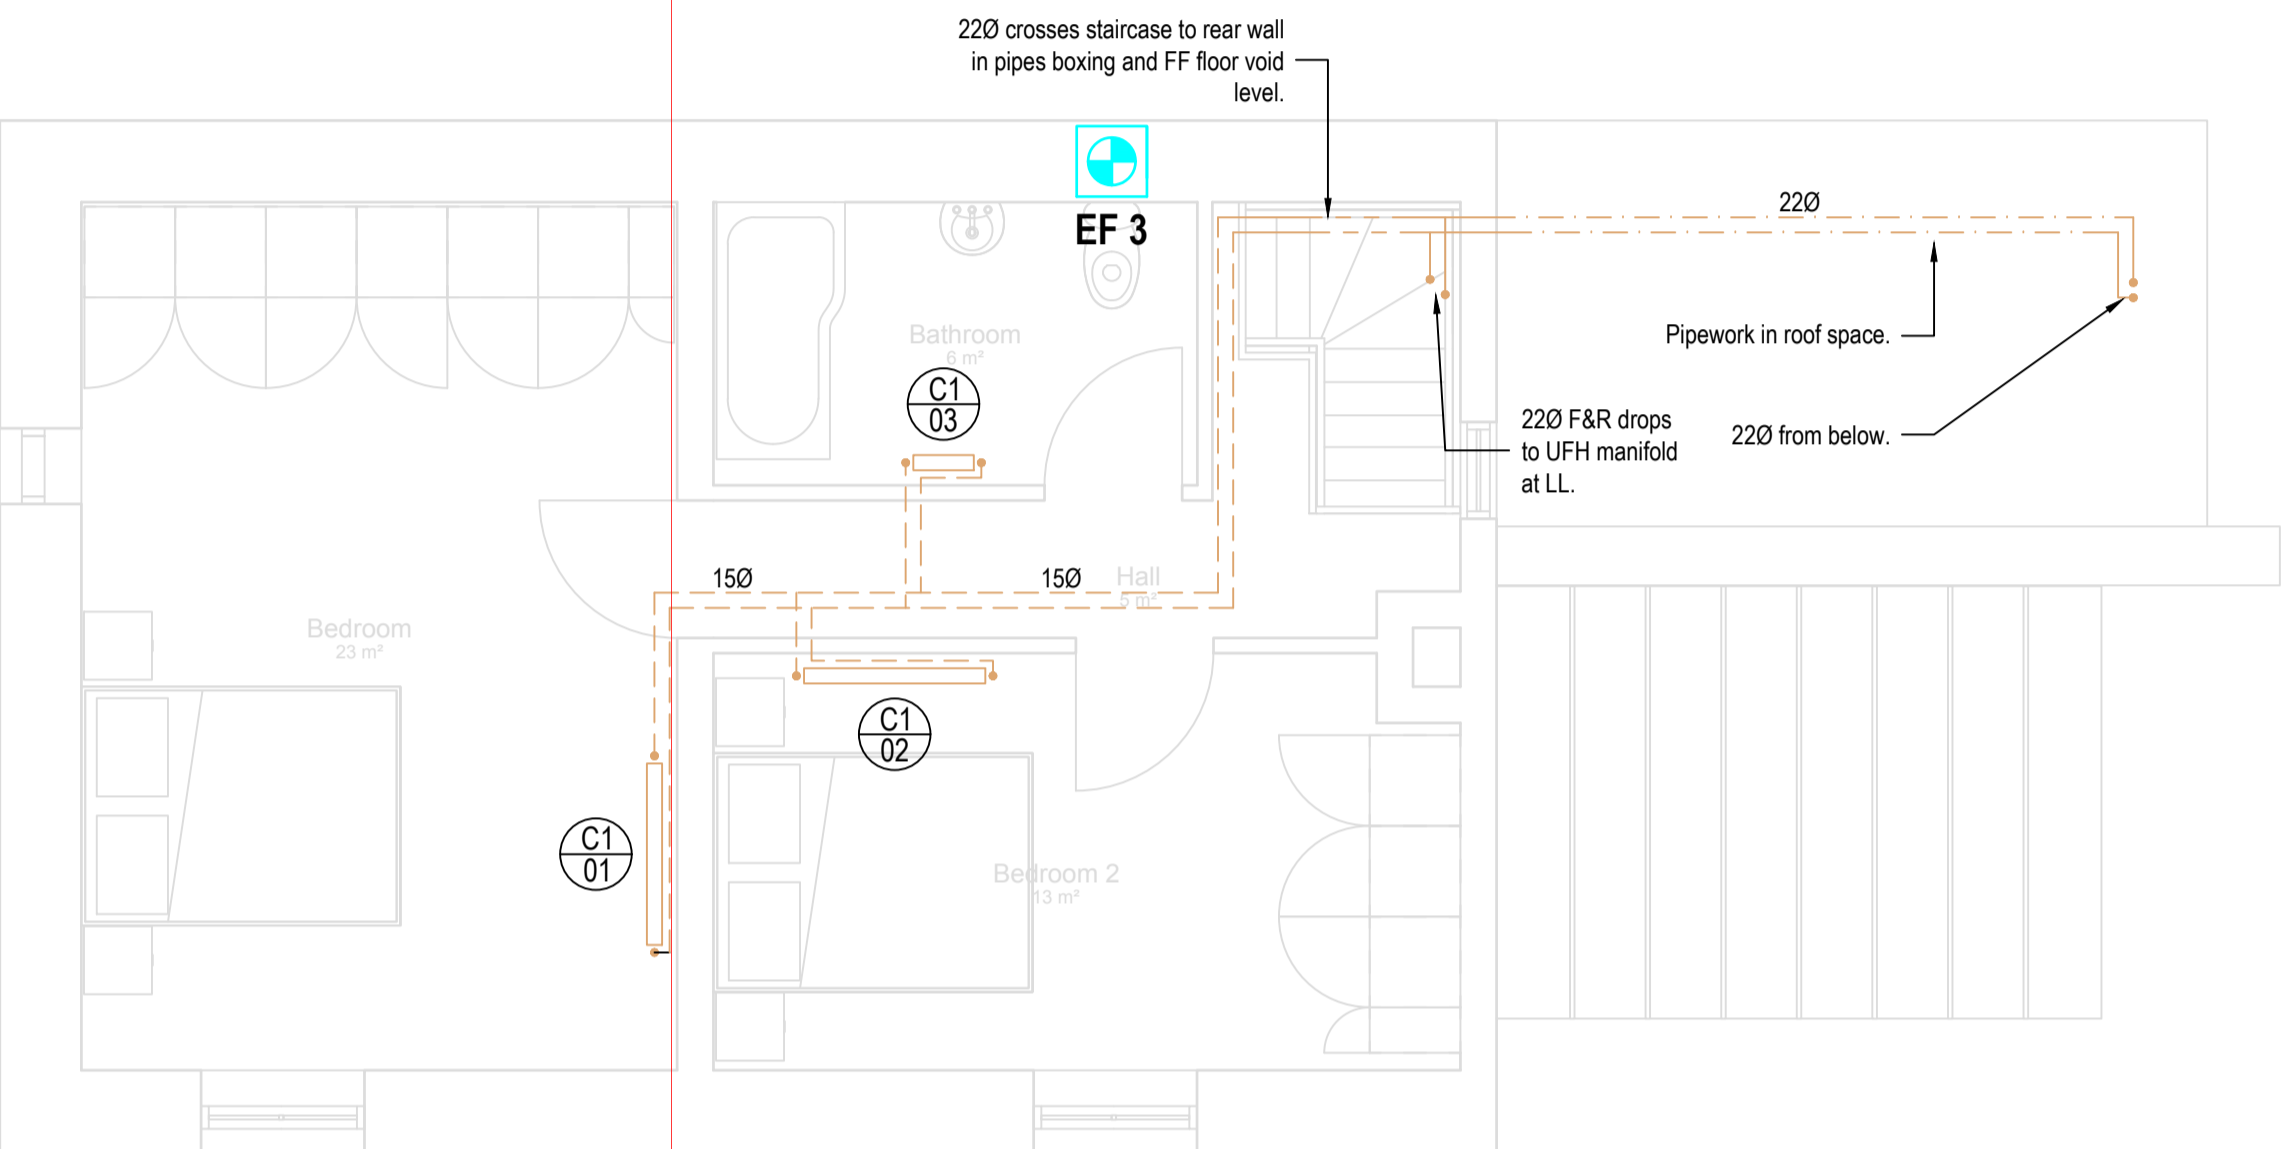 22Ø crosses staircase to rear wall
in pipes boxing and FF floor void
level.
EF 3
22Ø
Bathroom
6 m²
Pipework in roof space.
C1
03
22Ø F&R drops
to UFH manifold
at LL.
22Ø from below.
15Ø
15Ø
Hall
5 m²
Bedroom
23 m²
C1
02
C1
01
Bedroom 2
13 m²